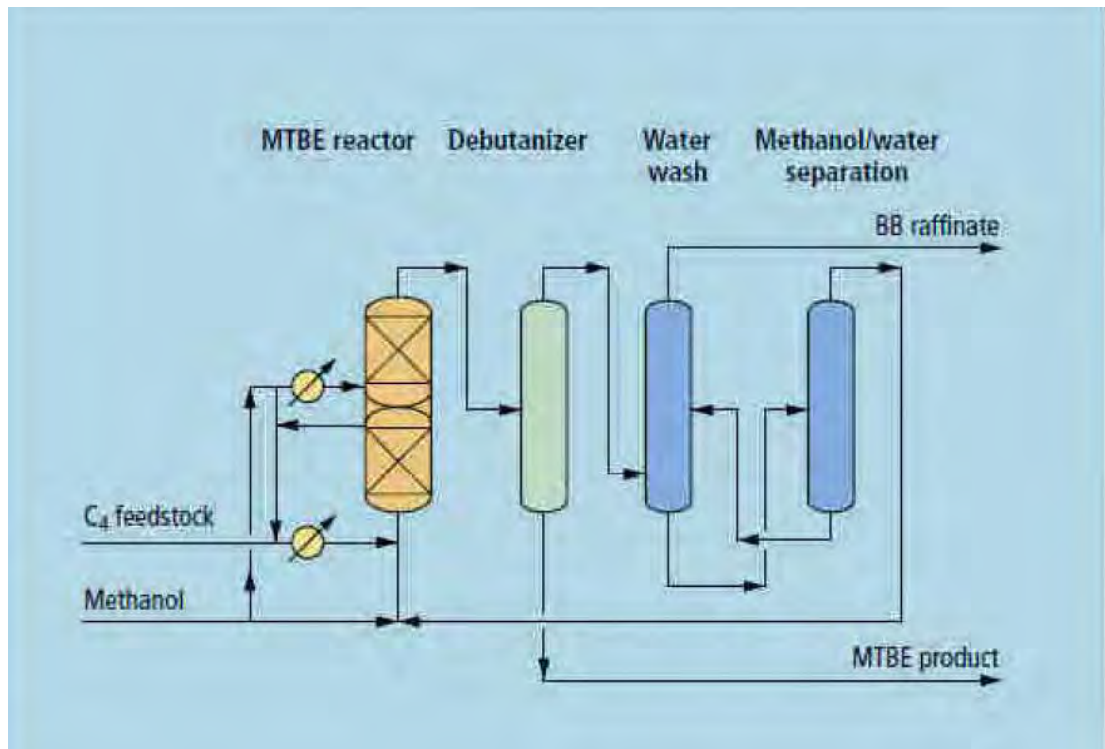 MTBE reactor
Debutanizer
Water
wash
Methanol/water
separation
BB raffinate
C₄ feedstock
Methanol
MTBE product